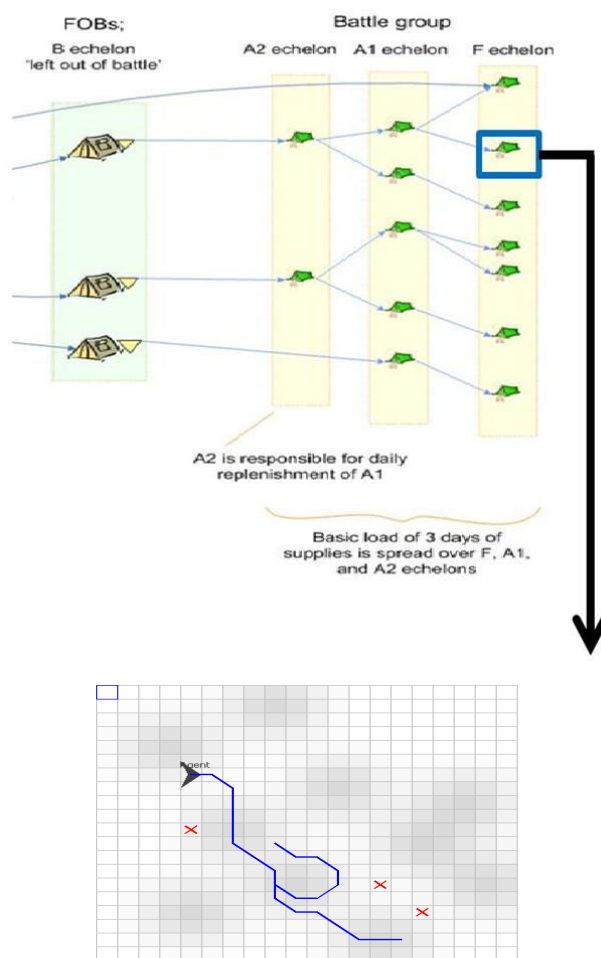 FOBs;
Battle group
B echelon
'left out of battle'
A2 echelon
A1 echelon
F echelon
A2 is responsible for daily
replenishment of A1
Basic load of 3 days of
supplies is spread over F, A1,
and A2 echelons
Agent